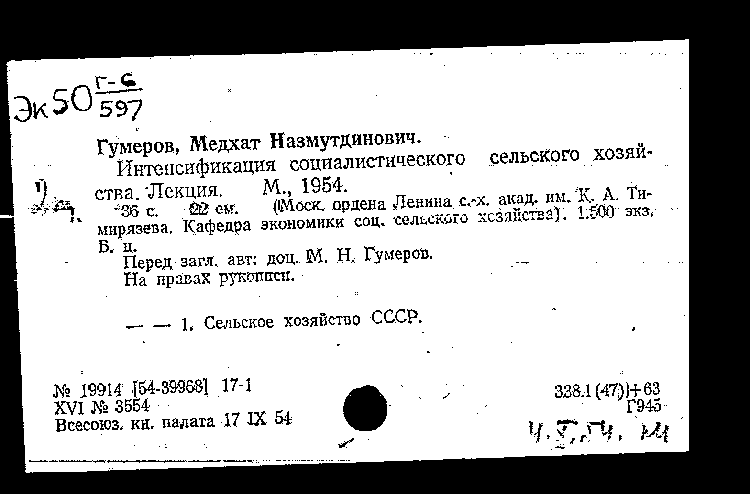 Эк50 Г-6
597
Гумеров, Медхат Назмутдинович.
Интенсификация социалистического сельского хозяй-
ства. Лекция. М., 1954.
36 с. 22 см. (Моск. ордена Ленина с.-х. акад. им. К. А. Ти-
мирязева. Кафедра экономики соц. сельского хозяйства). 1.500 экз.
Б. ц.
Перед загл. авт: доц. М. Н. Гумеров.
На правах рукописи.
— — 1. Сельское хозяйство СССР.
№ 19914 [54-39968] 17-1
XVI № 3554
Всесоюз. кн. палата 17 IX 54
338.1(47)+63
Г945
4.X.54.